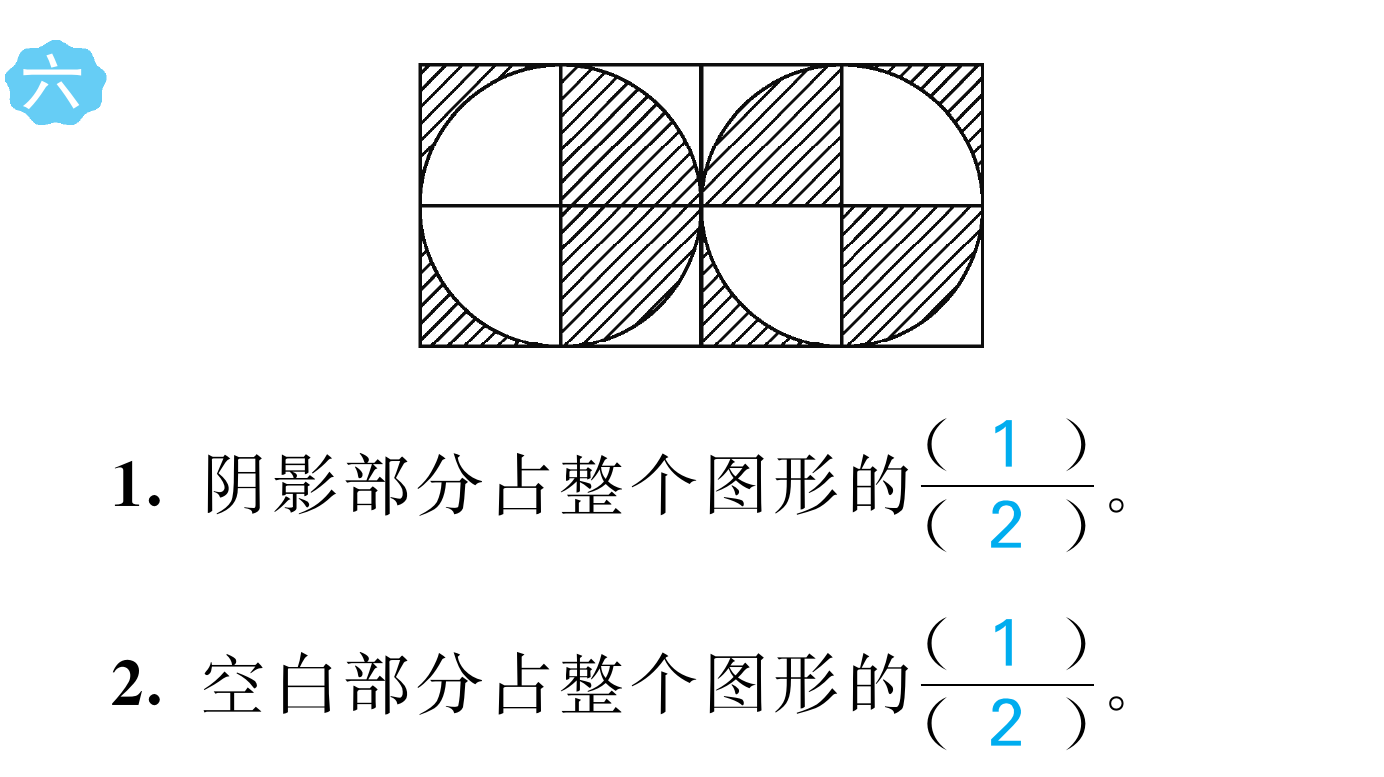 六
1. 阴影部分占整个图形的( 1 )/( 2 )。
2. 空白部分占整个图形的( 1 )/( 2 )。